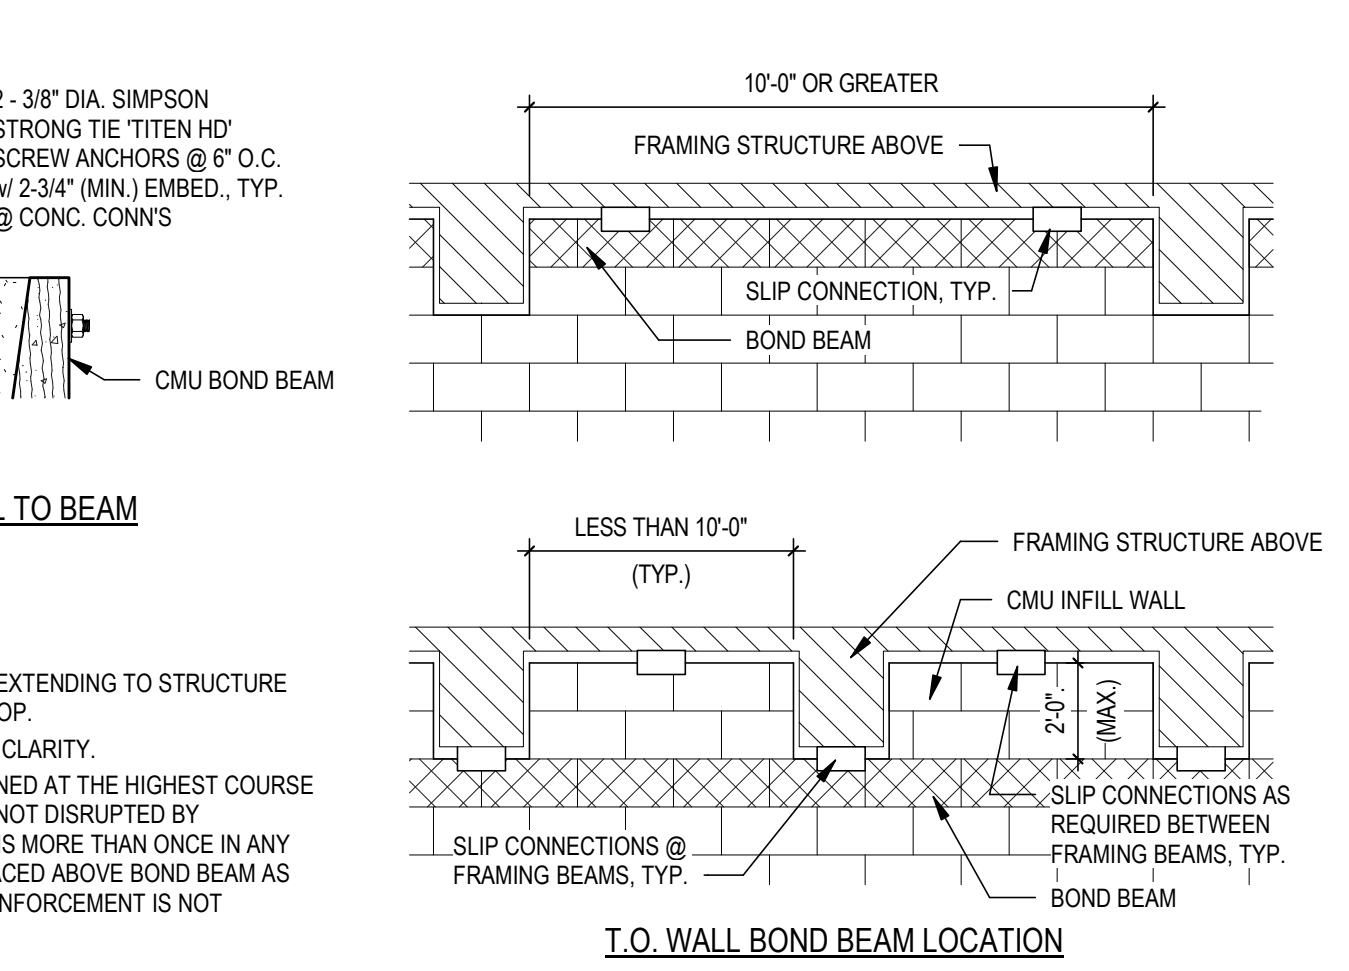 2 - 3/8" DIA. SIMPSON
STRONG TIE 'TITEN HD'
SCREW ANCHORS @ 6" O.C.
w/ 2-3/4" (MIN.) EMBED., TYP.
@ CONC. CONN'S
CMU BOND BEAM
TO BEAM
EXTENDING TO STRUCTURE
CLARITY.
AT THE HIGHEST COURSE
NOT DISRUPTED BY
MORE THAN ONCE IN ANY
ABOVE BOND BEAM AS
IS NOT
10'-0" OR GREATER
FRAMING STRUCTURE ABOVE
SLIP CONNECTION, TYP.
BOND BEAM
LESS THAN 10'-0"
(TYP.)
FRAMING STRUCTURE ABOVE
CMU INFILL WALL
2'-0".
(MAX.)
SLIP CONNECTIONS @
FRAMING BEAMS, TYP.
SLIP CONNECTIONS AS
REQUIRED BETWEEN
FRAMING BEAMS, TYP.
BOND BEAM
T.O. WALL BOND BEAM LOCATION